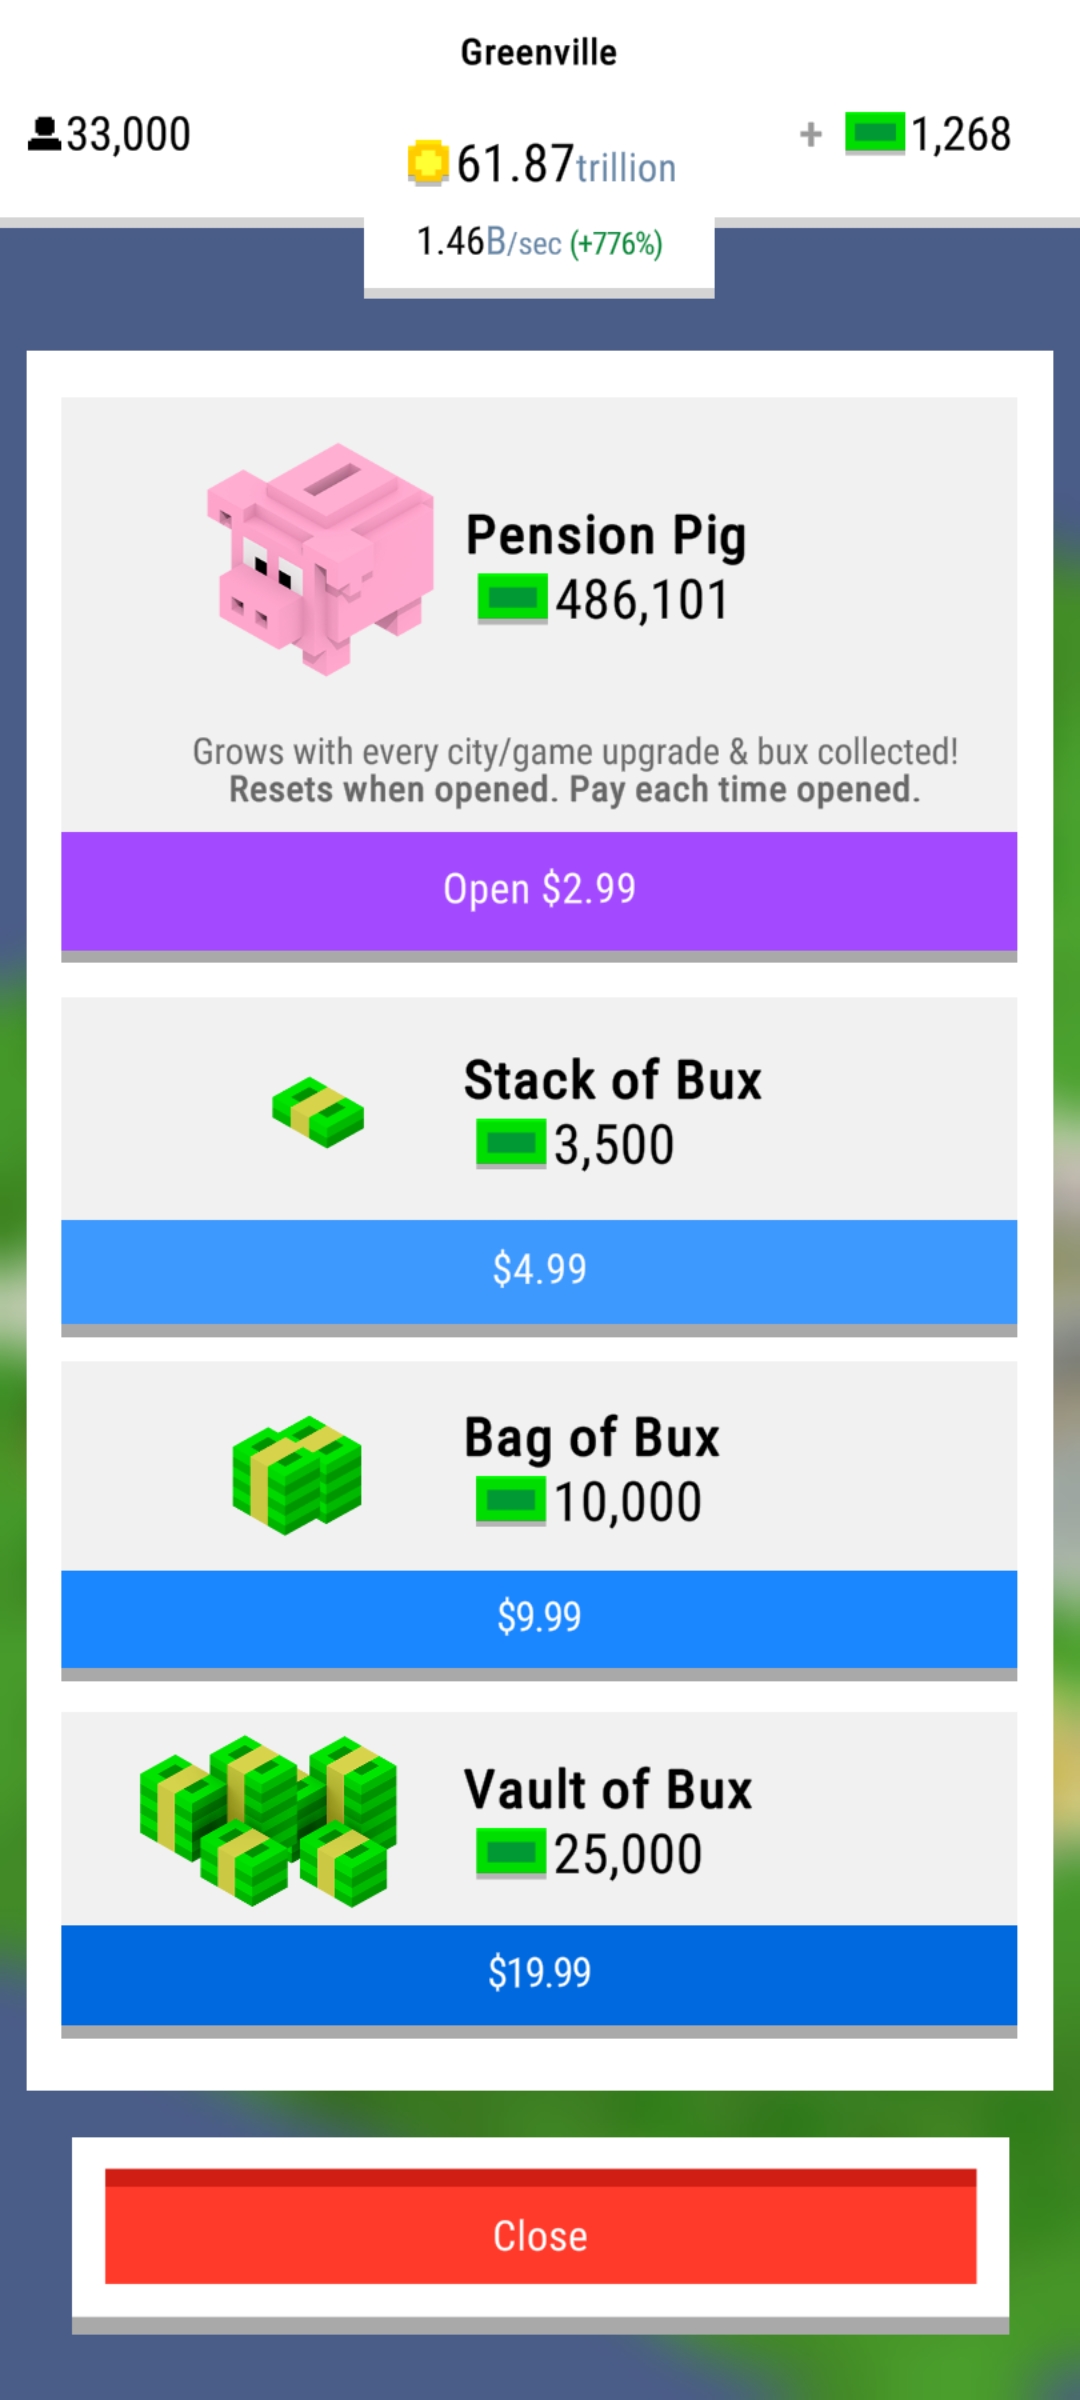 Greenville
33,000
61.87trillion
+ 1,268
1.46B/sec (+776%)
Pension Pig
486,101
Grows with every city/game upgrade & bux collected!
Resets when opened. Pay each time opened.
Open $2.99
Stack of Bux
3,500
$4.99
Bag of Bux
10,000
$9.99
Vault of Bux
25,000
$19.99
Close